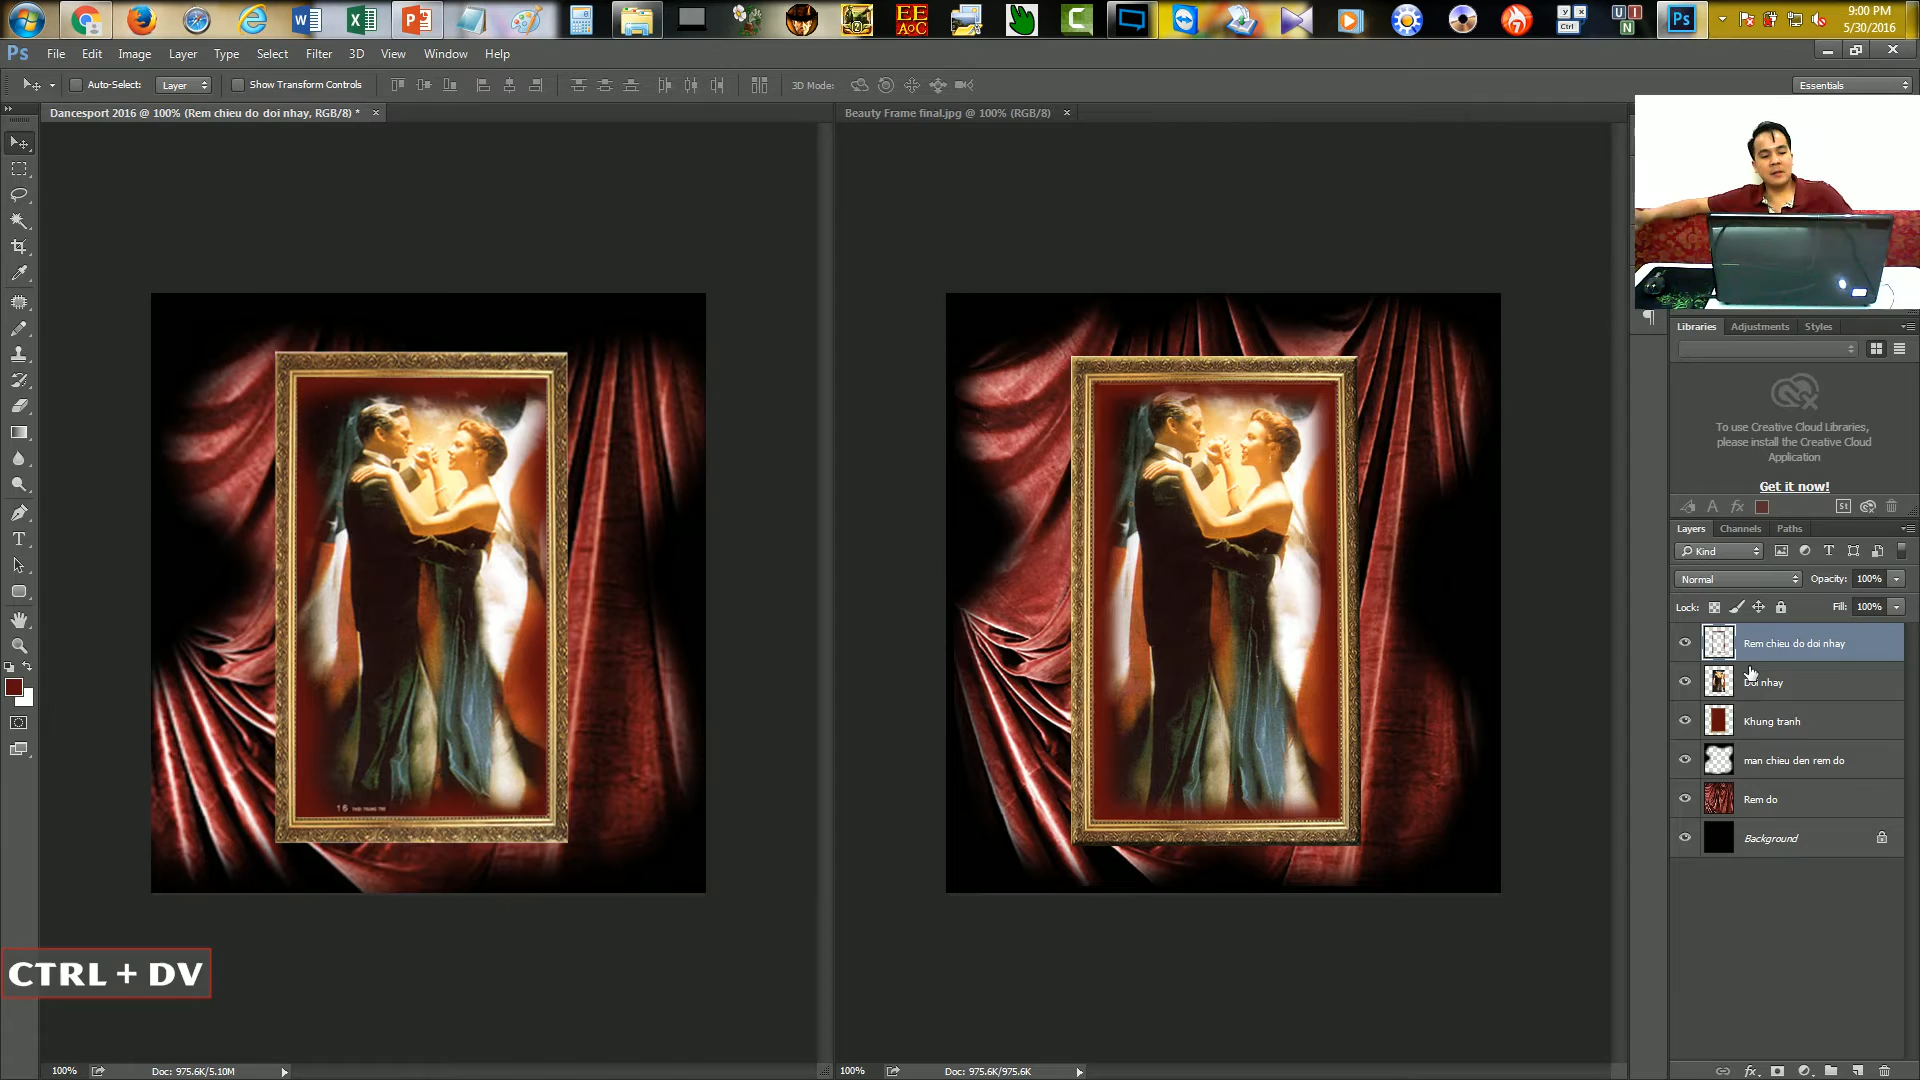 9:00 PM
5/30/2016
Ps File Edit Image Layer Type Select Filter 3D View Window Help
Auto-Select: Layer Show Transform Controls 3D Mode: Essentials
Dancesport 2016 @ 100% (Rem chieu do doi nhay, RGB/8) * ×
Beauty Frame final.jpg @ 100% (RGB/8) ×
Libraries Adjustments Styles
To use Creative Cloud Libraries,
please install the Creative Cloud
Application
Get it now!
Layers Channels Paths
Kind
Normal Opacity: 100%
Lock: Fill: 100%
Rem chieu do doi nhay
Doi nhay
Khung tranh
man chieu den rem do
Rem do
Background
CTRL + DV
100% Doc: 975.6K/5.10M
100% Doc: 975.6K/975.6K